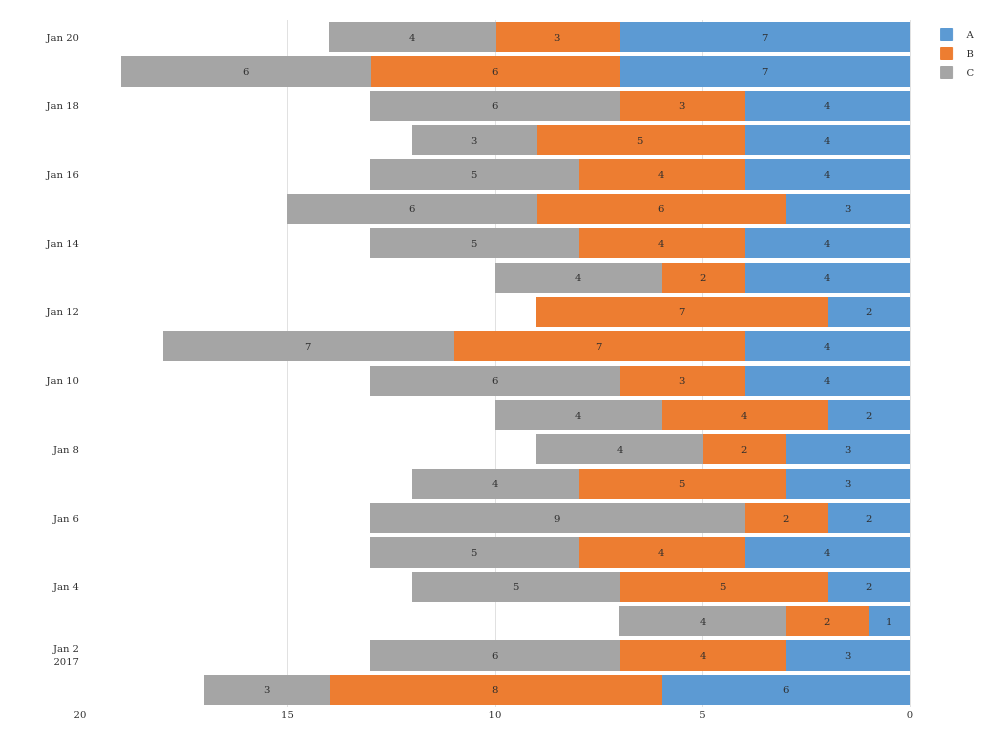 Jan 20 4 3 7 A
B
6 6 7 C
Jan 18 6 3 4
3 5 4
Jan 16 5 4 4
6 6 3
Jan 14 5 4 4
4 2 4
Jan 12 7 2
7 7 4
Jan 10 6 3 4
4 4 2
Jan 8 4 2 3
4 5 3
Jan 6 9 2 2
5 4 4
Jan 4 5 5 2
4 2 1
Jan 2 6 4 3
2017
3 8 6
20 15 10 5 0